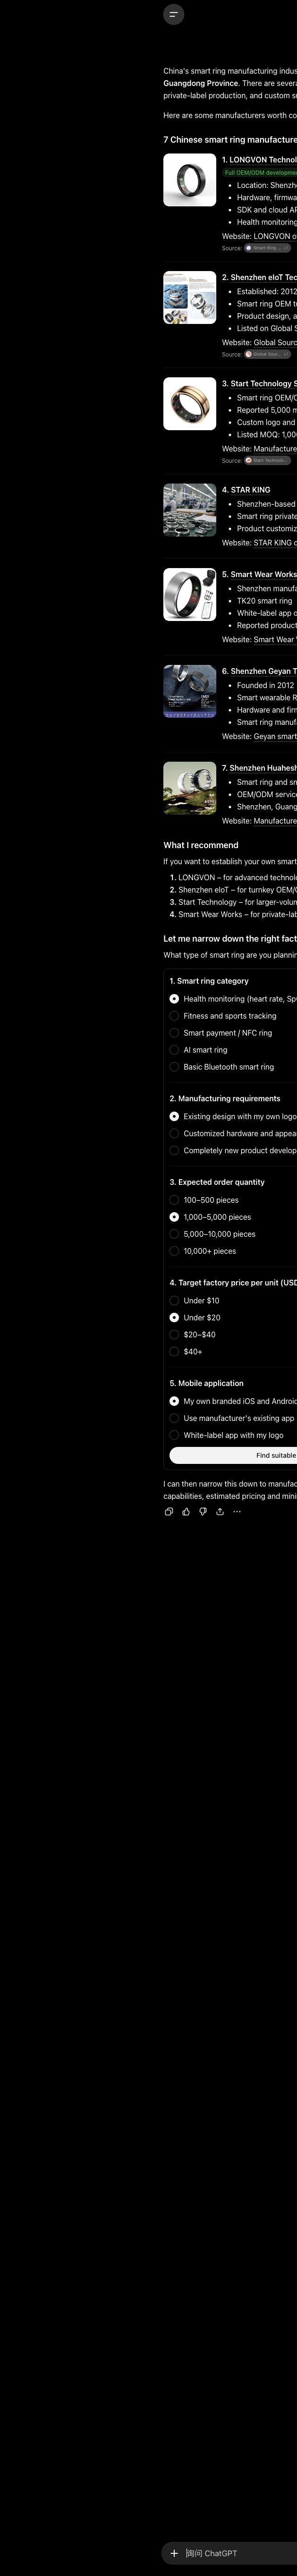 China's smart ring manufacturing indus
Guangdong Province. There are severa
private-label production, and custom s
Here are some manufacturers worth co
7 Chinese smart ring manufacture
1. LONGVON Technol
Full OEM/ODM developmen
Location: Shenzhe
Hardware, firmwa
SDK and cloud AP
Health monitoring
Website: LONGVON o
Source: Smart Ring ... +1
2. Shenzhen eIoT Tec
Established: 2012
Smart ring OEM t
Product design, a
Listed on Global S
Website: Global Sourc
Source: Global Sour... +1
3. Start Technology S
Smart ring OEM/O
Reported 5,000 m
Custom logo and
Listed MOQ: 1,00
Website: Manufacture
Source: Start Technolo...
4. STAR KING
Shenzhen-based
Smart ring private
Product customiz
Website: STAR KING o
5. Smart Wear Works
Shenzhen manufa
TK20 smart ring
White-label app o
Reported product
Website: Smart Wear
6. Shenzhen Geyan T
Founded in 2012
Smart wearable R
Hardware and firm
Smart ring manuf
Website: Geyan smart
7. Shenzhen Huahesh
Smart ring and sm
OEM/ODM service
Shenzhen, Guang
Website: Manufacture
What I recommend
If you want to establish your own smart
1. LONGVON – for advanced technolo
2. Shenzhen eIoT – for turnkey OEM/O
3. Start Technology – for larger-volun
4. Smart Wear Works – for private-lab
Let me narrow down the right fact
What type of smart ring are you plannin
1. Smart ring category
Health monitoring (heart rate, Sp
Fitness and sports tracking
Smart payment / NFC ring
AI smart ring
Basic Bluetooth smart ring
2. Manufacturing requirements
Existing design with my own logo
Customized hardware and appea
Completely new product develop
3. Expected order quantity
100–500 pieces
1,000–5,000 pieces
5,000–10,000 pieces
10,000+ pieces
4. Target factory price per unit (USD
Under $10
Under $20
$20–$40
$40+
5. Mobile application
My own branded iOS and Android
Use manufacturer's existing app
White-label app with my logo
Find suitable
I can then narrow this down to manufac
capabilities, estimated pricing and mini
询问 ChatGPT